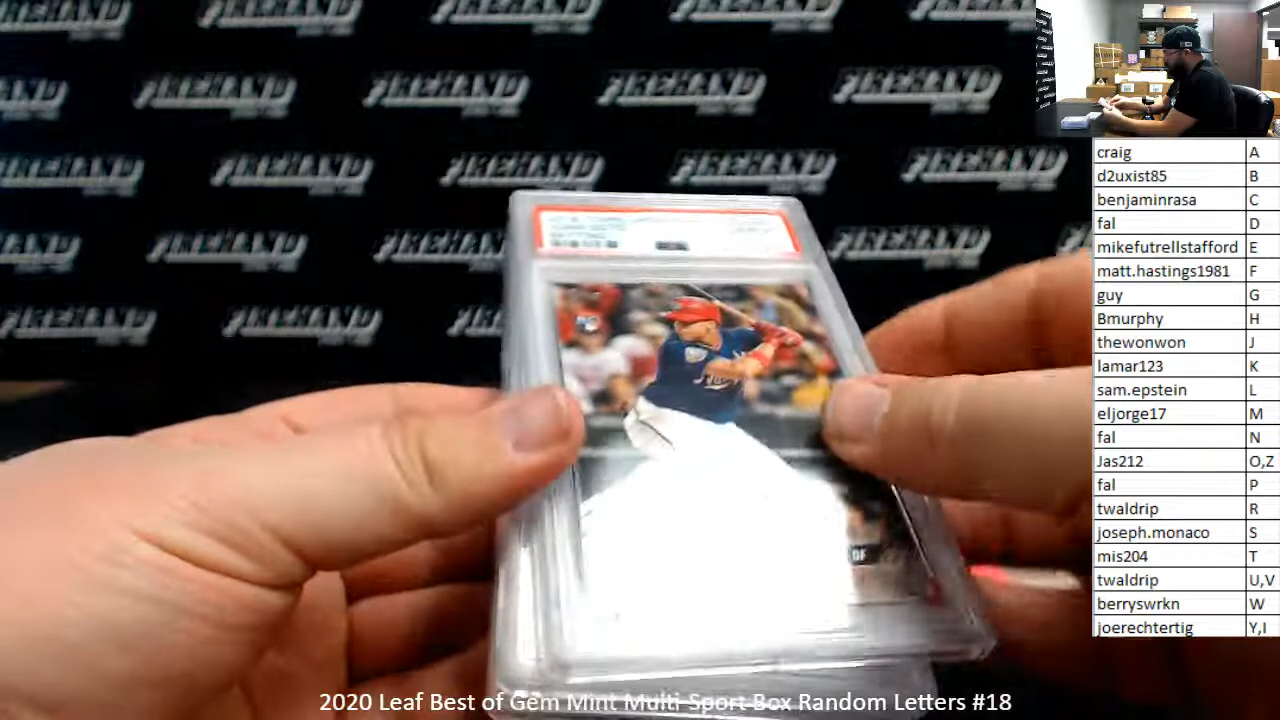 FIREHAND
craig A
d2uxist85 B
benjaminrasa C
fal D
mikefutrellstafford E
matt.hastings1981 F
guy G
Bmurphy H
thewonwon J
lamar123 K
sam.epstein L
eljorge17 M
fal N
Jas212 O,Z
fal P
twaldrip R
joseph.monaco S
mis204 T
twaldrip U,V
berryswrkn W
joerechtertig Y,I
OF
2020 Leaf Best of Gem Mint Multi-Sport Box Random Letters #18